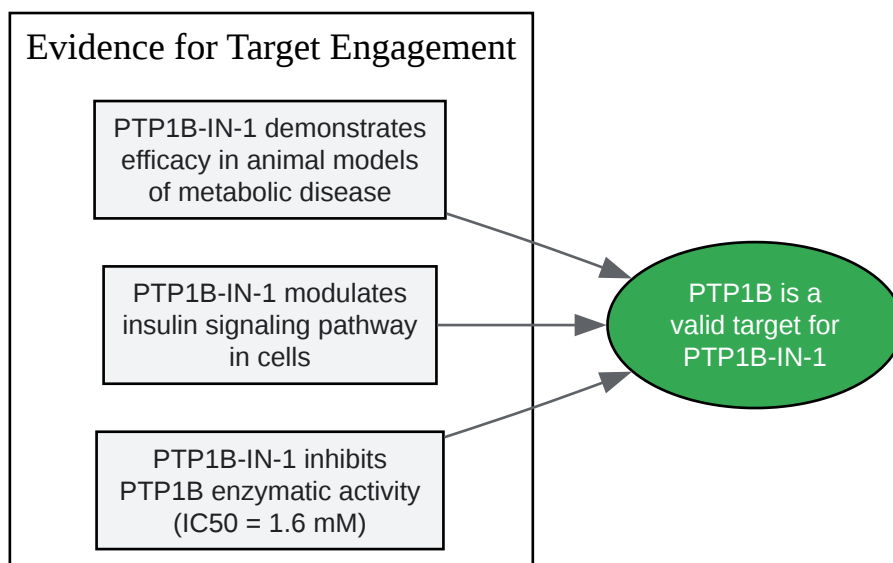 Evidence for Target Engagement
PTP1B-IN-1 demonstrates
efficacy in animal models
of metabolic disease
PTP1B-IN-1 modulates
insulin signaling pathway
in cells
PTP1B-IN-1 inhibits
PTP1B enzymatic activity
(IC50 = 1.6 mM)
PTP1B is a
valid target for
PTP1B-IN-1